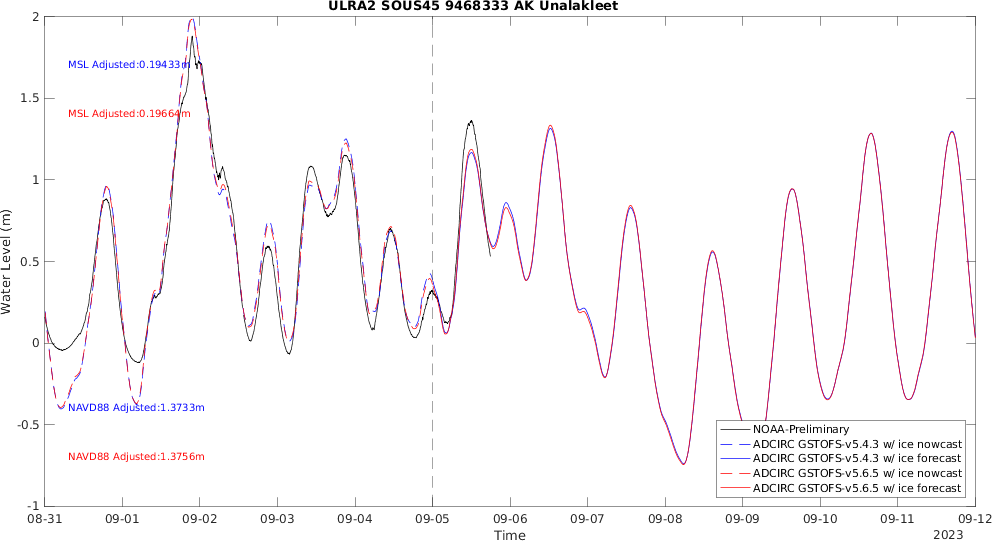 ULRA2 SOUS45 9468333 AK Unalakleet
2
1.5
1
0.5
0
-0.5
-1
Water Level (m)
MSL Adjusted:0.19433m
MSL Adjusted:0.19664m
NAVD88 Adjusted:1.3733m
NAVD88 Adjusted:1.3756m
NOAA-Preliminary
ADCIRC GSTOFS-v5.4.3 w/ ice nowcast
ADCIRC GSTOFS-v5.4.3 w/ ice forecast
ADCIRC GSTOFS-v5.6.5 w/ ice nowcast
ADCIRC GSTOFS-v5.6.5 w/ ice forecast
08-31 09-01 09-02 09-03 09-04 09-05 09-06 09-07 09-08 09-09 09-10 09-11 09-12
Time
2023